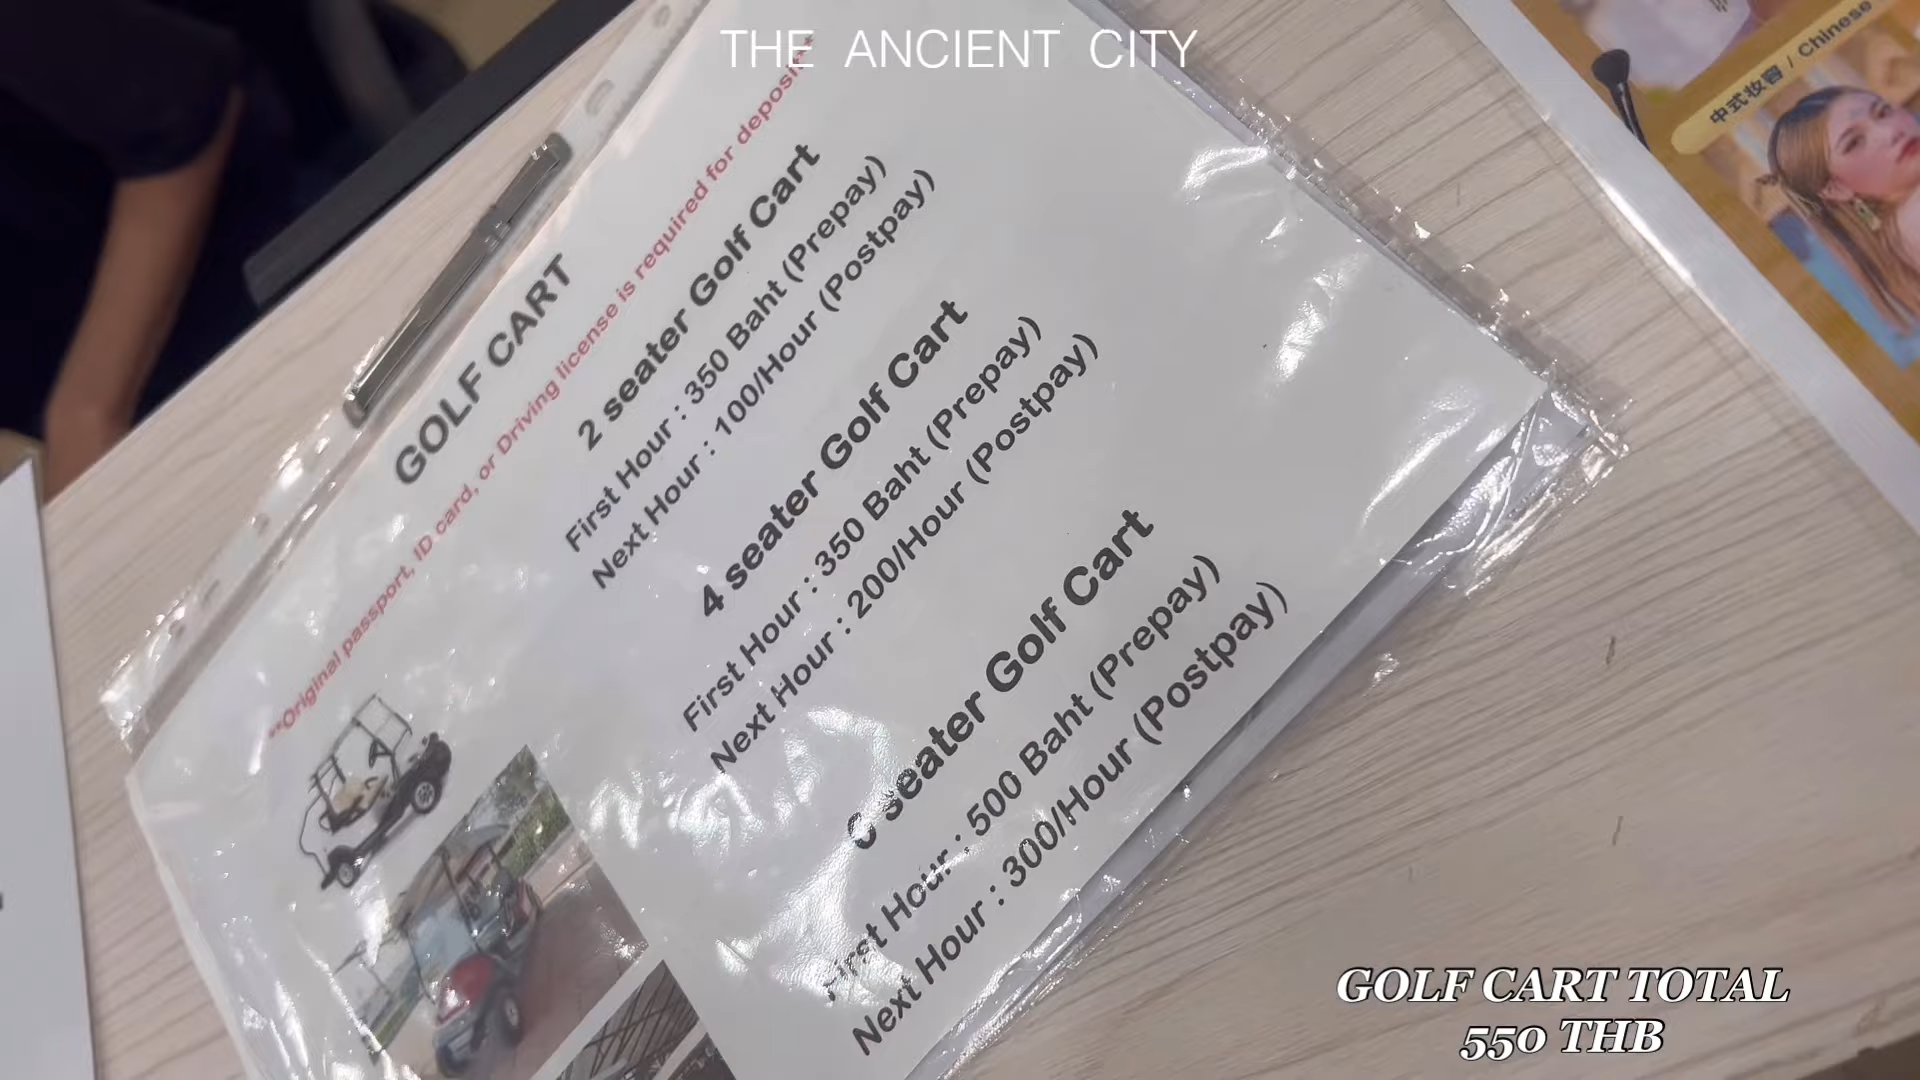 THE ANCIENT CITY
GOLF CART
**Original passport, ID card, or Driving license is required for deposit**
2 seater Golf Cart
First Hour : 350 Baht (Prepay)
Next Hour : 100/Hour (Postpay)
4 seater Golf Cart
First Hour : 350 Baht (Prepay)
Next Hour : 200/Hour (Postpay)
seater Golf Cart
First Hour : 500 Baht (Prepay)
Next Hour : 300/Hour (Postpay)
中式妆容 / Chinese
GOLF CART TOTAL
550 THB